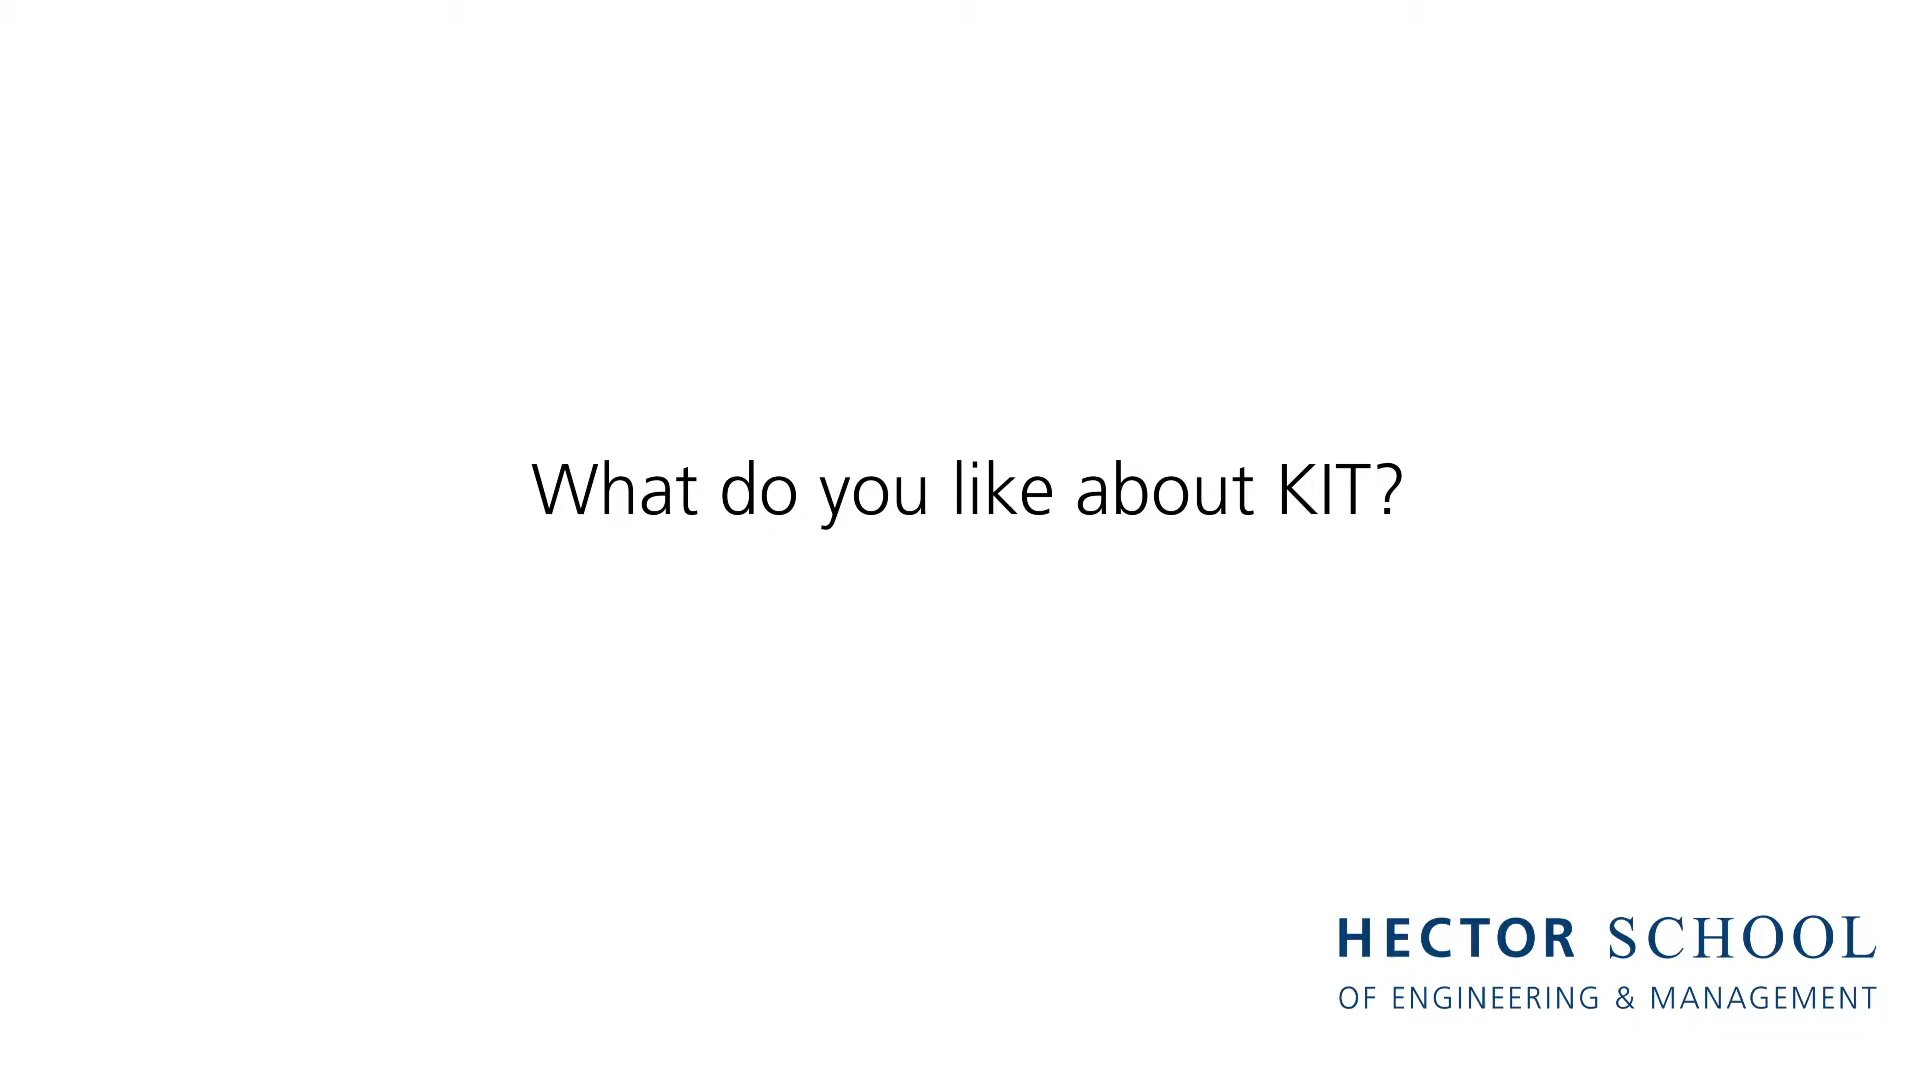 What do you like about KIT?
HECTOR SCHOOL
OF ENGINEERING & MANAGEMENT